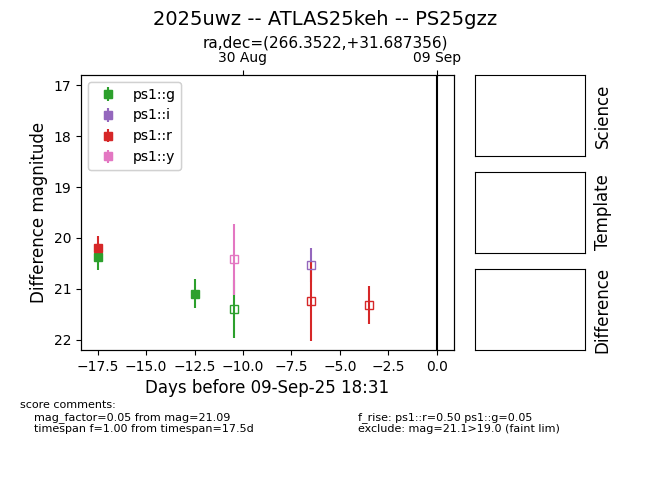 2025uwz -- ATLAS25keh -- PS25gzz
ra,dec=(266.3522,+31.687356)
30 Aug
09 Sep
17
18
19
20
21
22
Difference magnitude
ps1::g
ps1::i
ps1::r
ps1::y
−17.5
−15.0
−12.5
−10.0
−7.5
−5.0
−2.5
0.0
Days before 09-Sep-25 18:31
Science
Template
Difference
score comments:
mag_factor=0.05 from mag=21.09
timespan f=1.00 from timespan=17.5d
f_rise: ps1::r=0.50 ps1::g=0.05
exclude: mag=21.1>19.0 (faint lim)